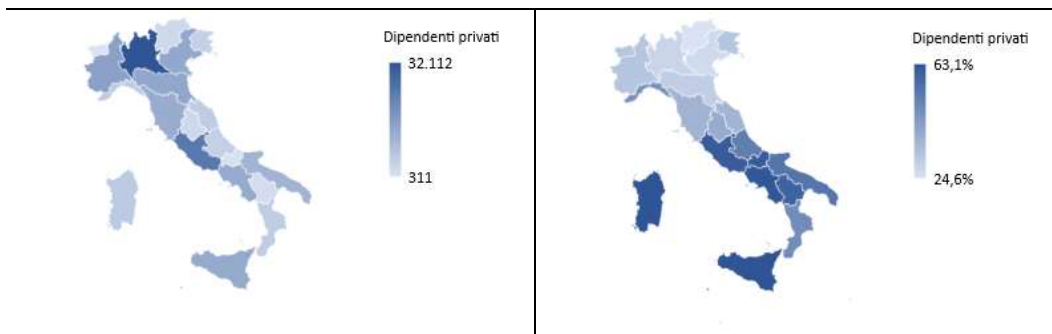 Dipendenti privati
32.112
311
Dipendenti privati
63,1%
24,6%